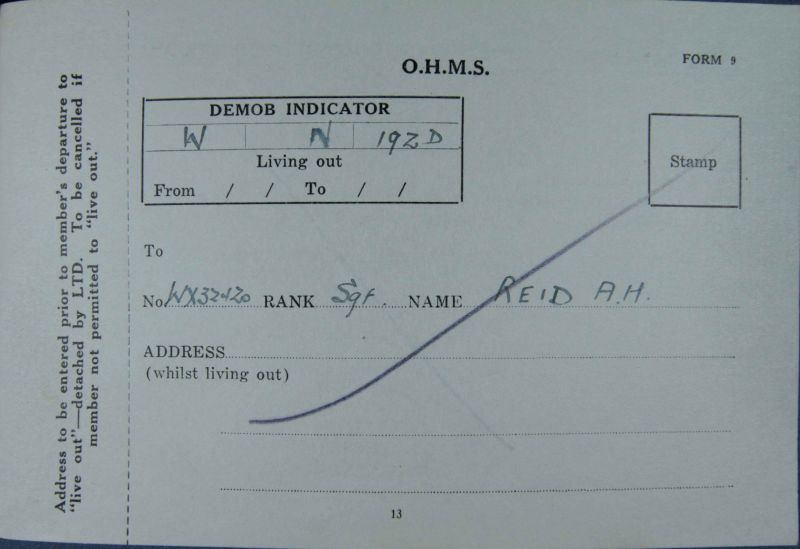 Address to be entered prior to member's departure to
"live out"—detached by LTD. To be cancelled if
member not permitted to "live out."
O.H.M.S.
FORM 9
DEMOB INDICATOR
W N 192D
Living out
From / / To / /
Stamp
To
No. WX32420 RANK Sgt. NAME REID A.H.
ADDRESS
(whilst living out)
13